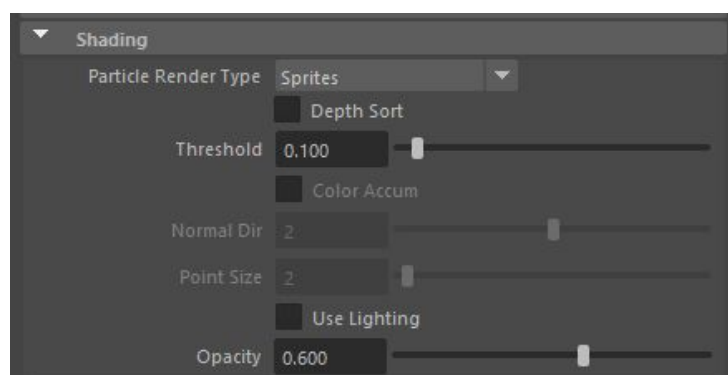 Shading
Particle Render Type Sprites
Depth Sort
Threshold 0.100
Color Accum
Normal Dir 2
Point Size 2
Use Lighting
Opacity 0.600